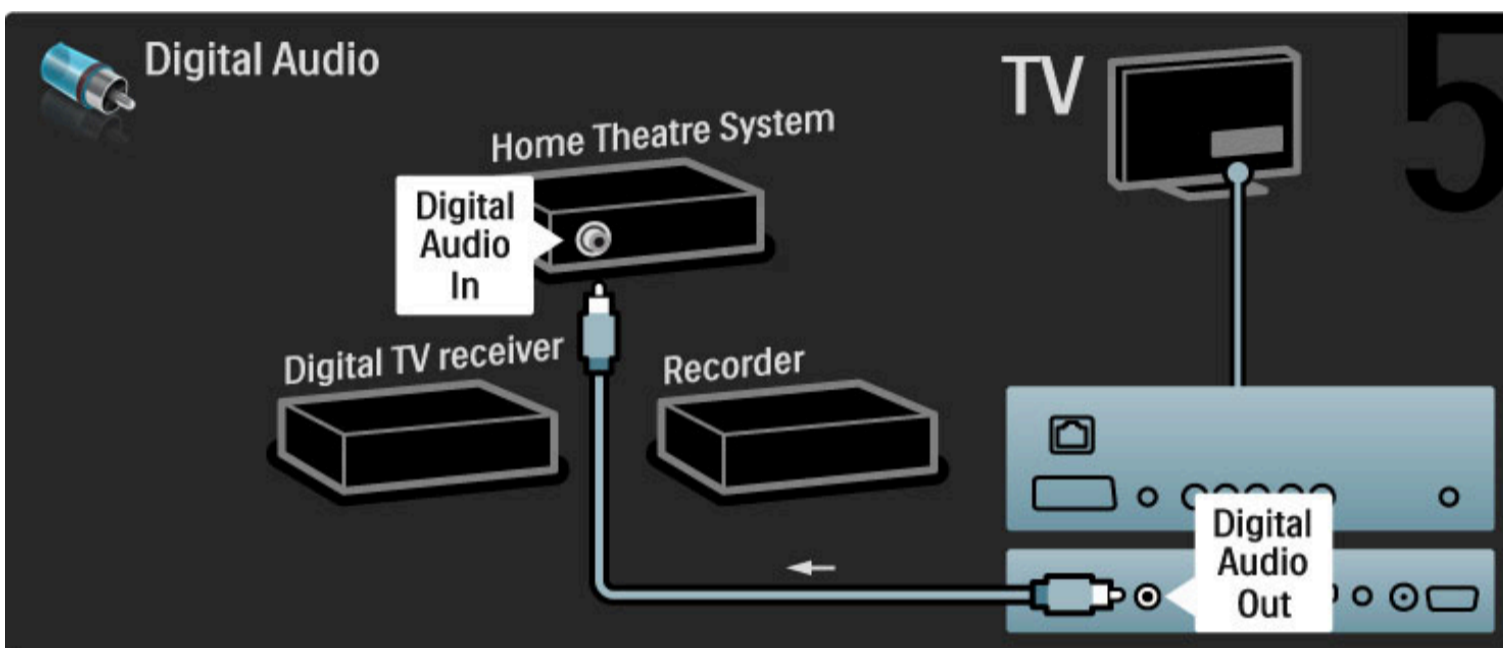 Digital Audio
TV
5
Home Theatre System
Digital
Audio
In
Digital TV receiver
Recorder
Digital
Audio
Out